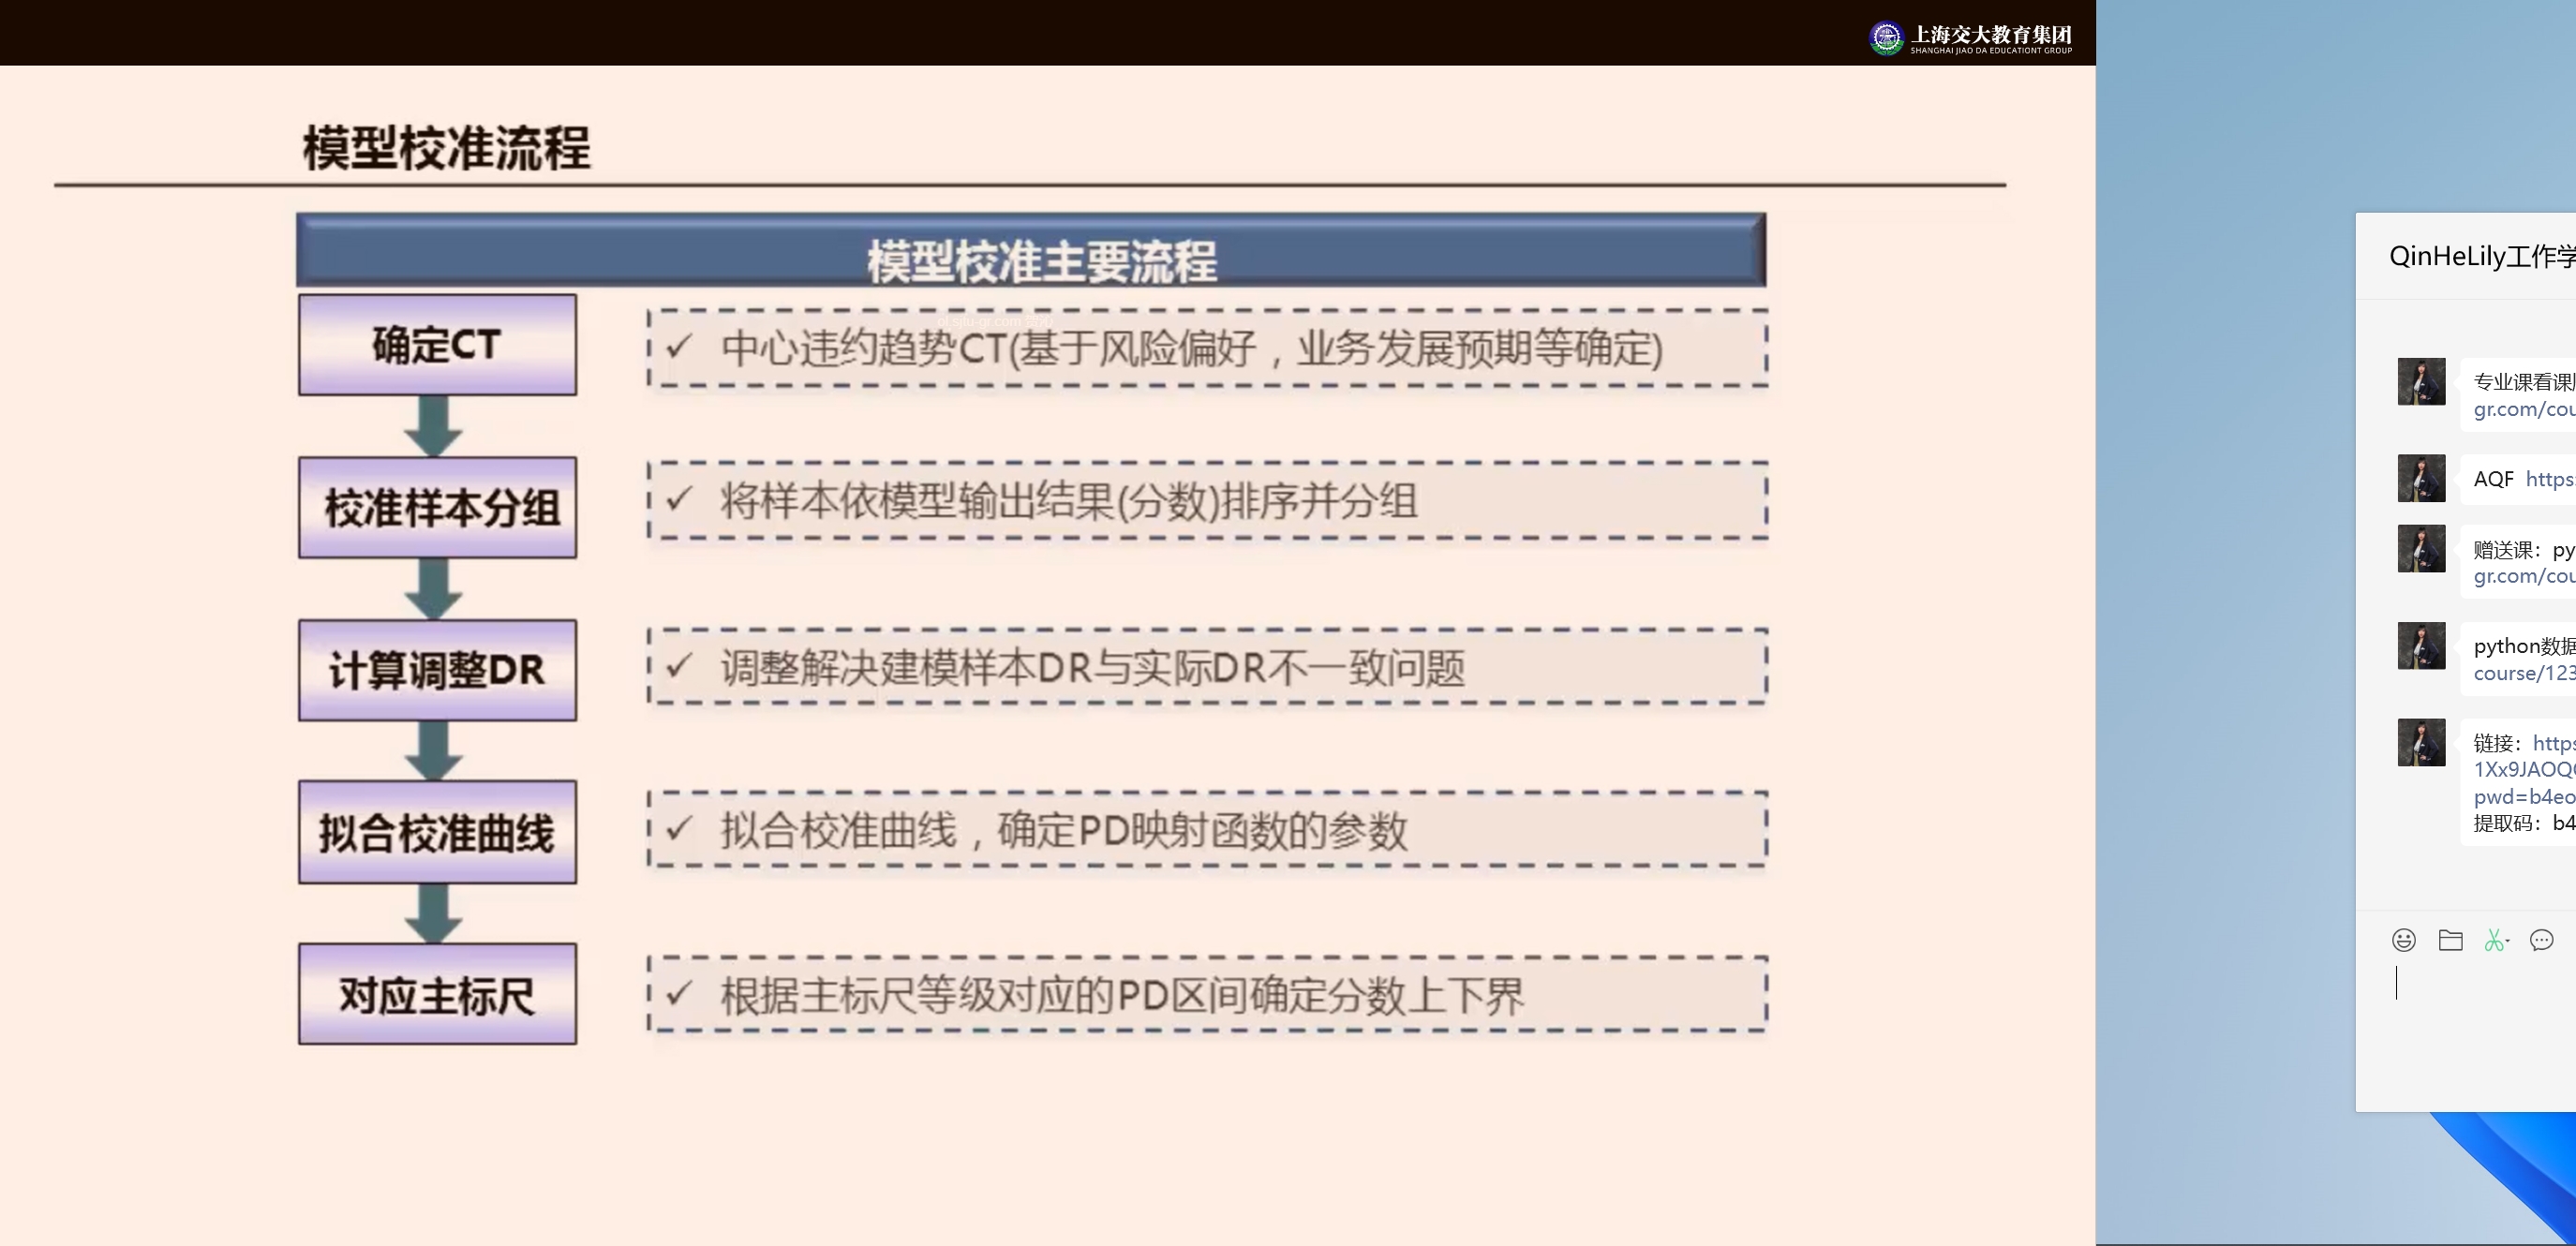 上海交大教育集团
SHANGHAI JIAO DA EDUCATIONT GROUP
模型校准流程
模型校准主要流程
确定CT
✓ 中心违约趋势CT(基于风险偏好，业务发展预期等确定)
校准样本分组
✓ 将样本依模型输出结果(分数)排序并分组
计算调整DR
✓ 调整解决建模样本DR与实际DR不一致问题
拟合校准曲线
✓ 拟合校准曲线，确定PD映射函数的参数
对应主标尺
✓ 根据主标尺等级对应的PD区间确定分数上下界
QinHeLily工作学
专业课看课
gr.com/cou
AQF https:
赠送课：py
gr.com/cou
python数据
course/123
链接：https
1Xx9JAOQ
pwd=b4eo
提取码：b4